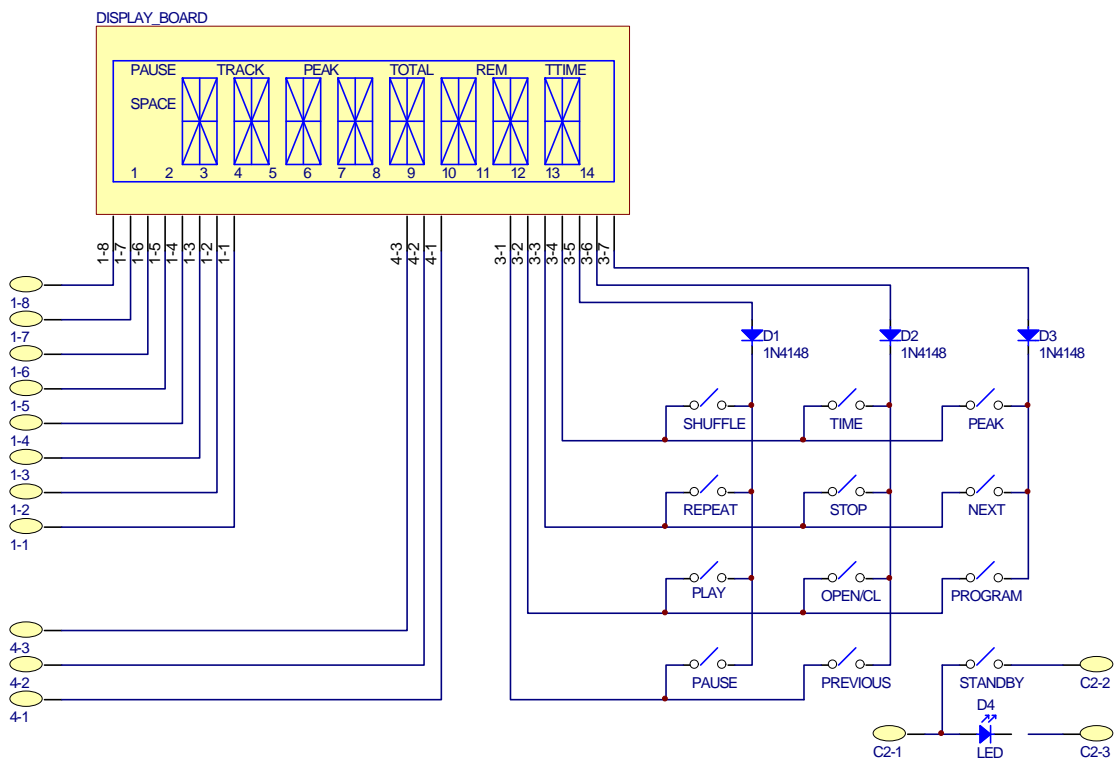 DISPLAY_BOARD
PAUSE TRACK PEAK TOTAL REM TTIME
SPACE
1 2 3 4 5 6 7 8 9 10 11 12 13 14
1-8 1-7 1-6 1-5 1-4 1-3 1-2 1-1 4-3 4-2 4-1 3-1 3-2 3-3 3-4 3-5 3-6 3-7
1-8
1-7
1-6
1-5
1-4
1-3
1-2
1-1
4-3
4-2
4-1
D1 D2 D3
1N4148 1N4148 1N4148
SHUFFLE TIME PEAK
REPEAT STOP NEXT
PLAY OPEN/CL PROGRAM
PAUSE PREVIOUS STANDBY C2-2
D4
C2-1 LED C2-3